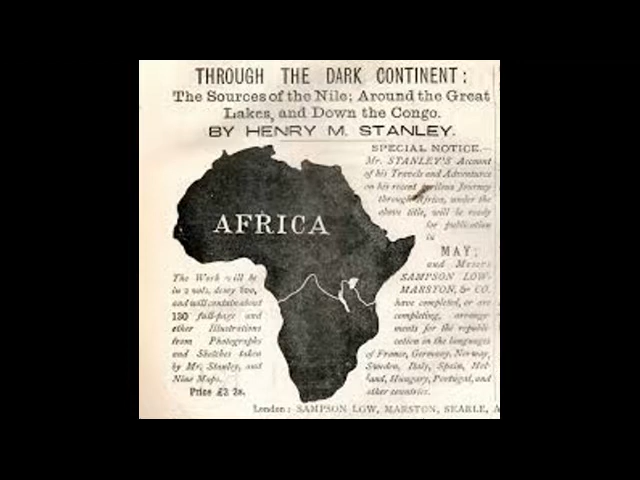 THROUGH THE DARK CONTINENT:
The Sources of the Nile; Around the Great
Lakes, and Down the Congo.
BY HENRY M. STANLEY.
SPECIAL NOTICE.—
Mr. STANLEY'S Account
of his Travels and Adventures
on his recent perilous Journey
through Africa, under the
above title, will be ready
for publication
in
MAY;
and Messrs
SAMPSON LOW,
MARSTON, & CO.
have completed, or are
completing, arrange-
ments for the republi-
cation in the languages
of France, Germany, Norway,
Sweden, Italy, Spain, Hol-
land, Hungary, Portugal, and
other countries.
AFRICA
The Work will be
in 2 vols. demy 8vo,
and will contain about
130 full-page and
other Illustrations
from Photographs
and Sketches taken
by Mr. Stanley, and
Nine Maps.
Price £2 2s.
London: SAMPSON LOW, MARSTON, SEARLE,